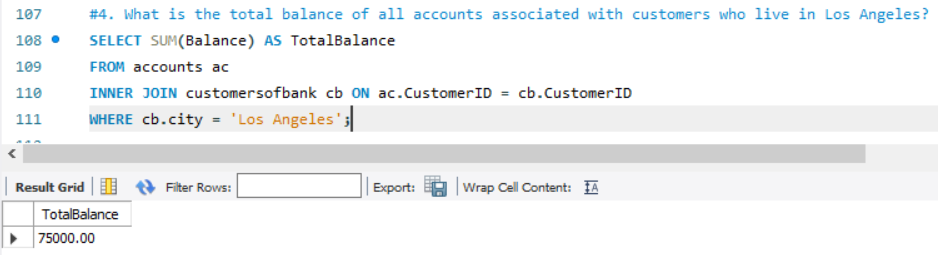 107 #4. What is the total balance of all accounts associated with customers who live in Los Angeles?
108 SELECT SUM(Balance) AS TotalBalance
109 FROM accounts ac
110 INNER JOIN customersofbank cb ON ac.CustomerID = cb.CustomerID
111 WHERE cb.city = 'Los Angeles';
Result Grid Filter Rows: Export: Wrap Cell Content: IA
TotalBalance
75000.00